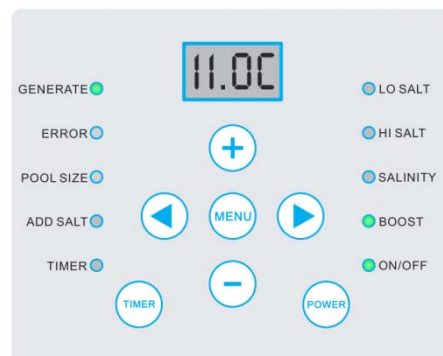 11.0C
GENERATE
LO SALT
ERROR
HI SALT
POOL SIZE
SALINITY
ADD SALT
MENU
BOOST
TIMER
ON/OFF
TIMER
POWER